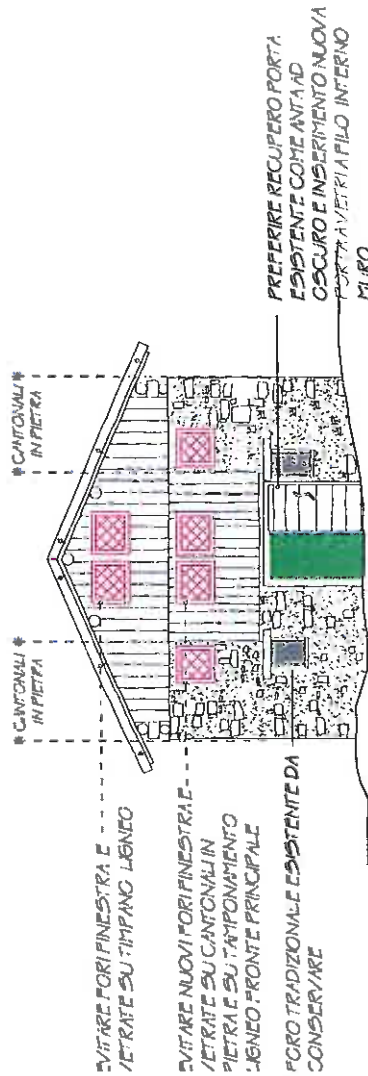 EVITARE FORI FINESTRA E
VETRATE SU TIMPANO LIGNEO
EVITARE NUOVI FORI FINESTRA E
VETRATE SU CANTONALI IN
PIETRA E SU TAMPONAMENTO
LIGNEO FRONTE PRINCIPALE
FORO TRADIZIONALE ESISTENTE DA
CONSERVARE
* CANTONALI *
IN PIETRA
* CANTONALI *
IN PIETRA
PREFERIRE RECUPERO PORTA
ESISTENTE COME ANTA AD
OSCURO E INSERIMENTO NUOVA
PORTA A VETRI A FILO INTERNO
MURO